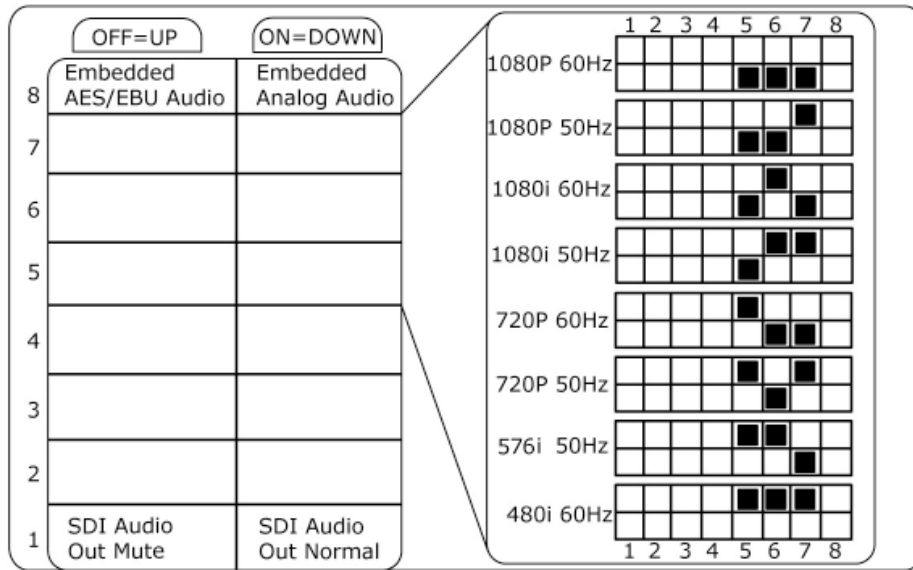 OFF=UP ON=DOWN
8 Embedded AES/EBU Audio Embedded Analog Audio
7
6
5
4
3
2
1 SDI Audio Out Mute SDI Audio Out Normal
1 2 3 4 5 6 7 8
1080P 60Hz
1080P 50Hz
1080i 60Hz
1080i 50Hz
720P 60Hz
720P 50Hz
576i 50Hz
480i 60Hz
1 2 3 4 5 6 7 8